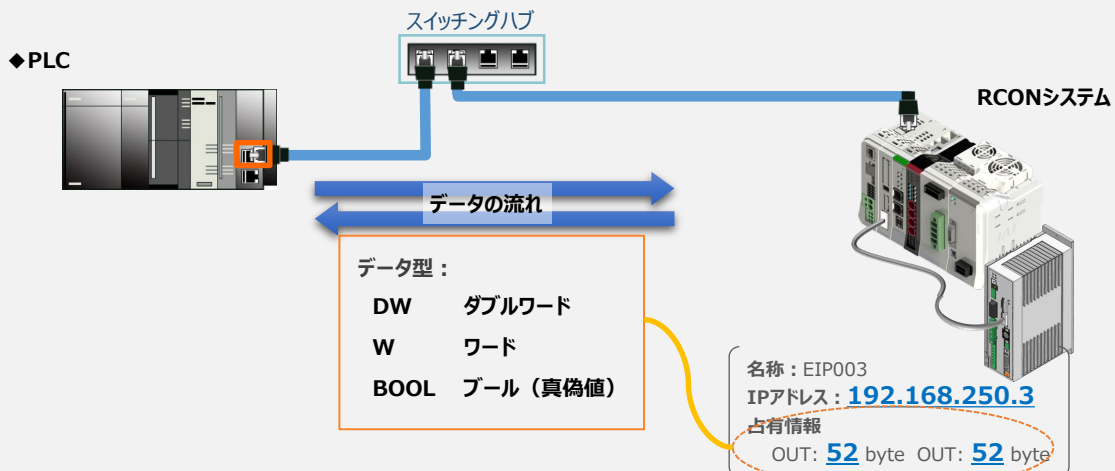 スイッチングハブ
◆PLC
RCONシステム
データの流れ
データ型：
DW ダブルワード
W ワード
BOOL ブール（真偽値）
名称：EIP003
IPアドレス：192.168.250.3
占有情報
OUT: 52 byte OUT: 52 byte